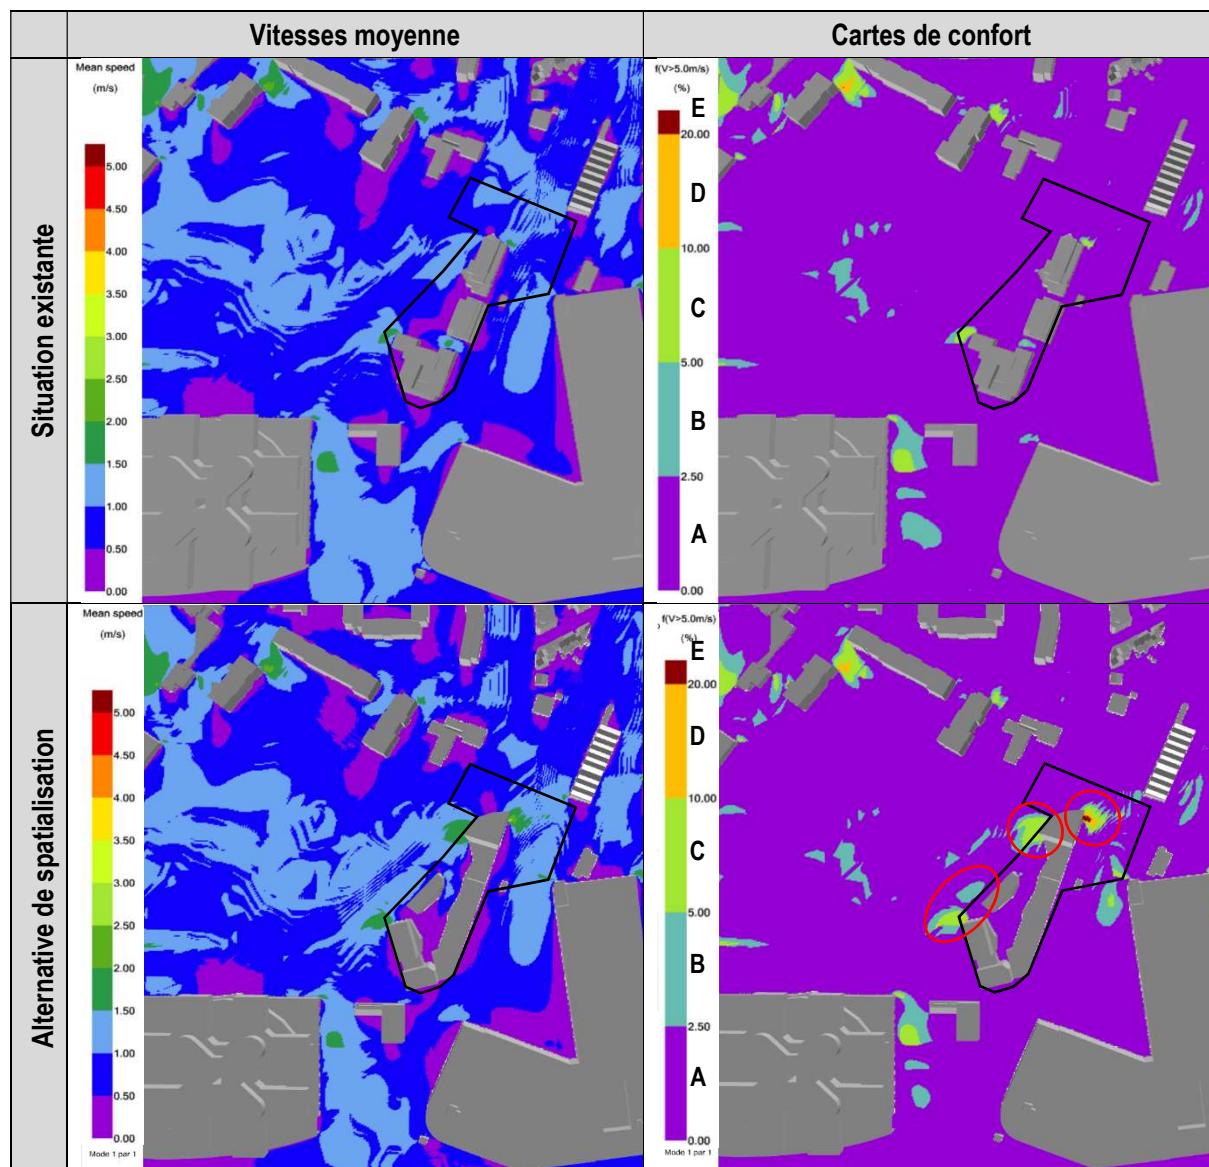 Vitesses moyenne
Cartes de confort
Situation existante
Mean speed
(m/s)
5.00
4.50
4.00
3.50
3.00
2.50
2.00
1.50
1.00
0.50
0.00
f(V>5.0m/s)
(%)
E
20.00
D
10.00
C
5.00
B
2.50
A
0.00
Alternative de spatialisation
Mean speed
(m/s)
5.00
4.50
4.00
3.50
3.00
2.50
2.00
1.50
1.00
0.50
0.00
Mode 1 par 1
f(V>5.0m/s)
(%)
E
20.00
D
10.00
C
5.00
B
2.50
A
0.00
Mode 1 par 1